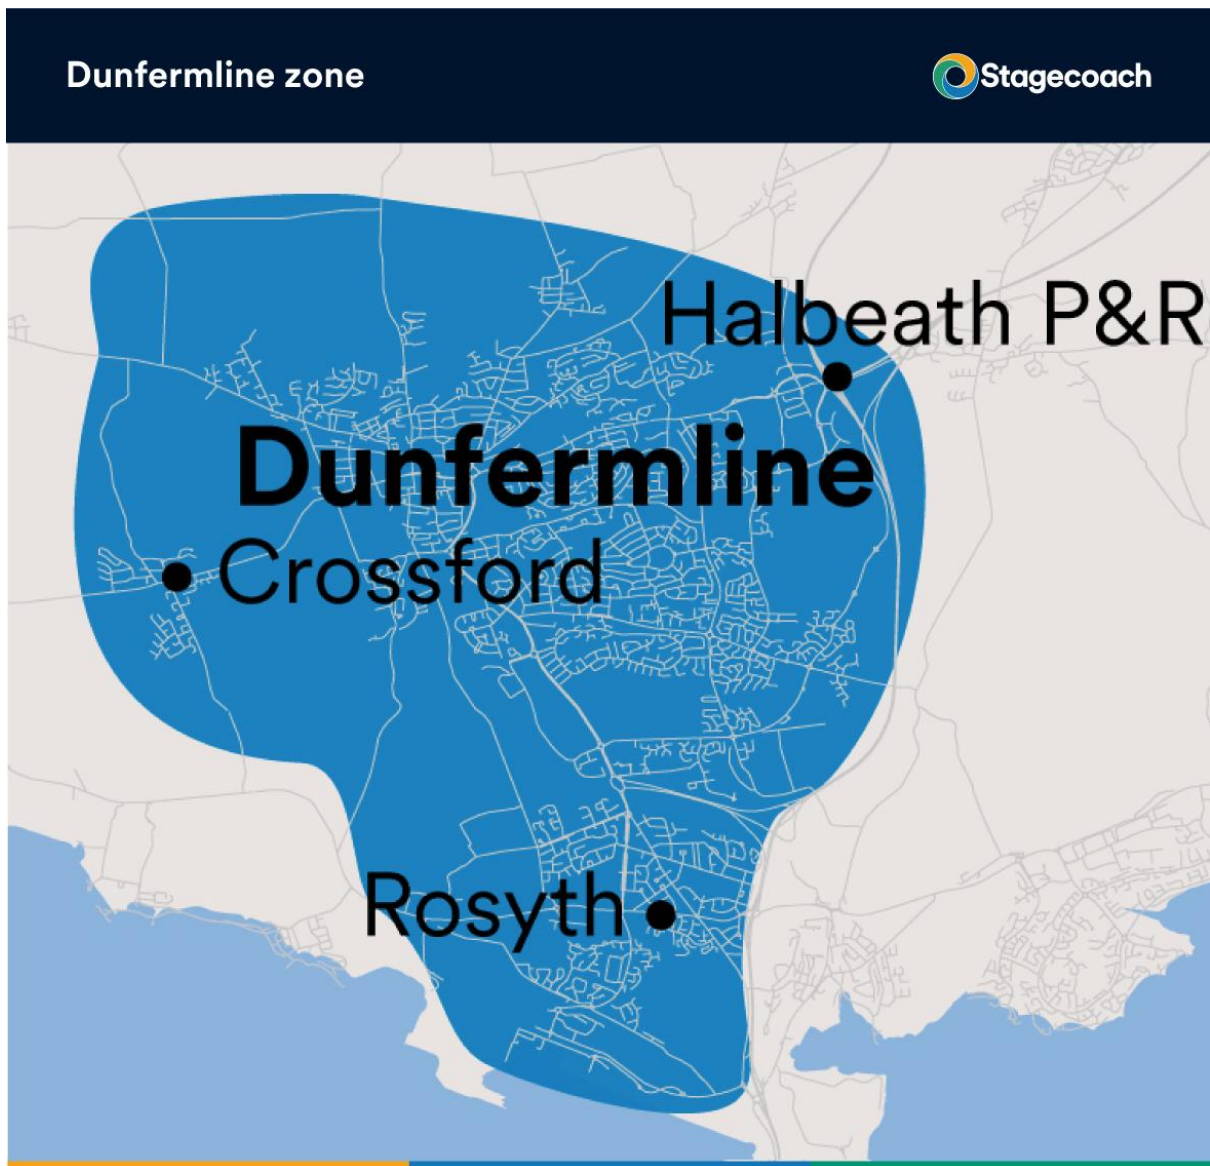 Dunfermline zone
Stagecoach
Halbeath P&R
Dunfermline
Crossford
Rosyth